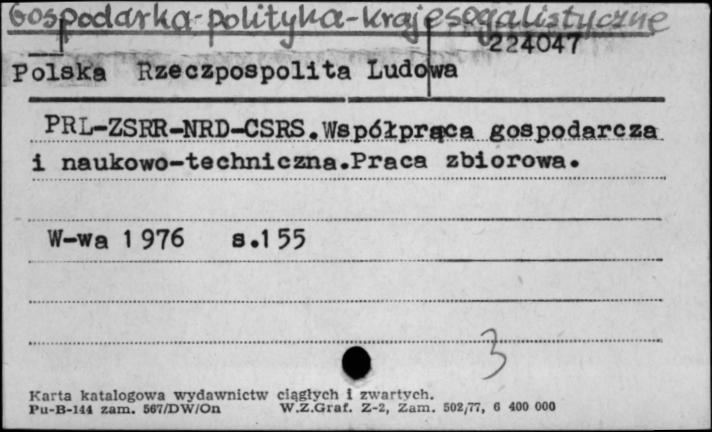 Gospodarka-polityka-kraje socjalistyczne
224047
Polska Rzeczpospolita Ludowa
PRL-ZSRR-NRD-CSRS.Współpraca gospodarcza
i naukowo-techniczna.Praca zbiorowa.
W-wa 1976 s.155
3
Karta katalogowa wydawnictw ciągłych i zwartych.
Pu-B-144 zam. 567/DW/On W.Z.Graf. Z-2, Zam. 502/77, 6 400 000